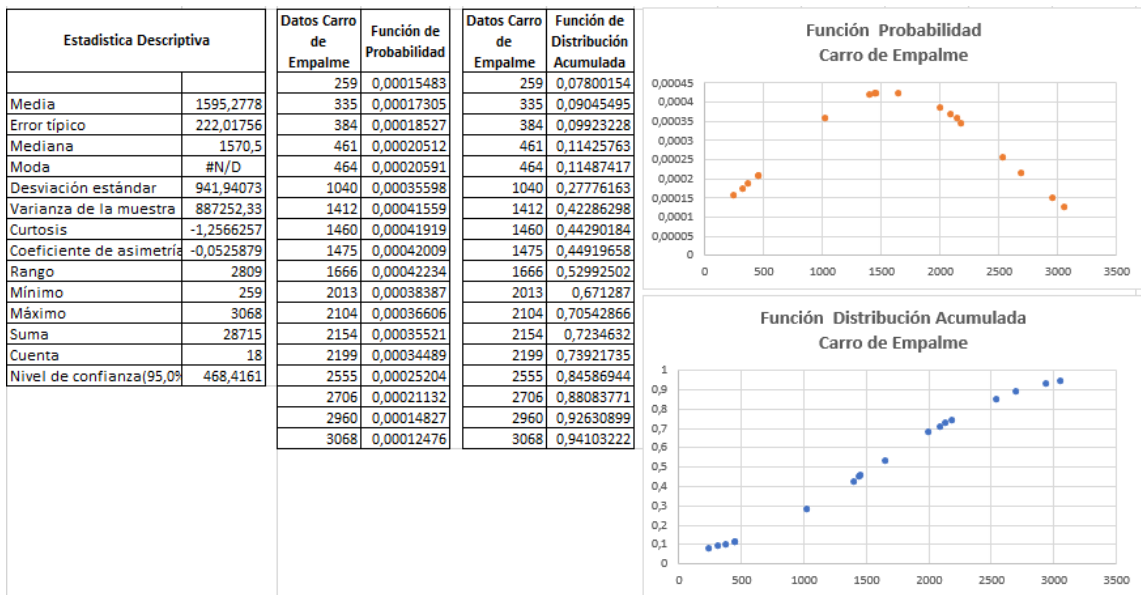 Estadistica Descriptiva
Media 1595,2778
Error típico 222,01756
Mediana 1570,5
Moda #N/D
Desviación estándar 941,94073
Varianza de la muestra 887252,33
Curtosis -1,2566257
Coeficiente de asimetría -0,0525879
Rango 2809
Mínimo 259
Máximo 3068
Suma 28715
Cuenta 18
Nivel de confianza(95,0% 468,4161
Datos Carro de Empalme Función de Probabilidad
259 0,00015483
335 0,00017305
384 0,00018527
461 0,00020512
464 0,00020591
1040 0,00035598
1412 0,00041559
1460 0,00041919
1475 0,00042009
1666 0,00042234
2013 0,00038387
2104 0,00036606
2154 0,00035521
2199 0,00034489
2555 0,00025204
2706 0,00021132
2960 0,00014827
3068 0,00012476
Datos Carro de Empalme Función de Distribución Acumulada
259 0,07800154
335 0,09045495
384 0,09923228
461 0,11425763
464 0,11487417
1040 0,27776163
1412 0,42286298
1460 0,44290184
1475 0,44919658
1666 0,52992502
2013 0,671287
2104 0,70542866
2154 0,7234632
2199 0,73921735
2555 0,84586944
2706 0,88083771
2960 0,92630899
3068 0,94103222
Función Probabilidad
Carro de Empalme
0,00045
0,0004
0,00035
0,0003
0,00025
0,0002
0,00015
0,0001
0,00005
0
0 500 1000 1500 2000 2500 3000 3500
Función Distribución Acumulada
Carro de Empalme
1
0,9
0,8
0,7
0,6
0,5
0,4
0,3
0,2
0,1
0
0 500 1000 1500 2000 2500 3000 3500